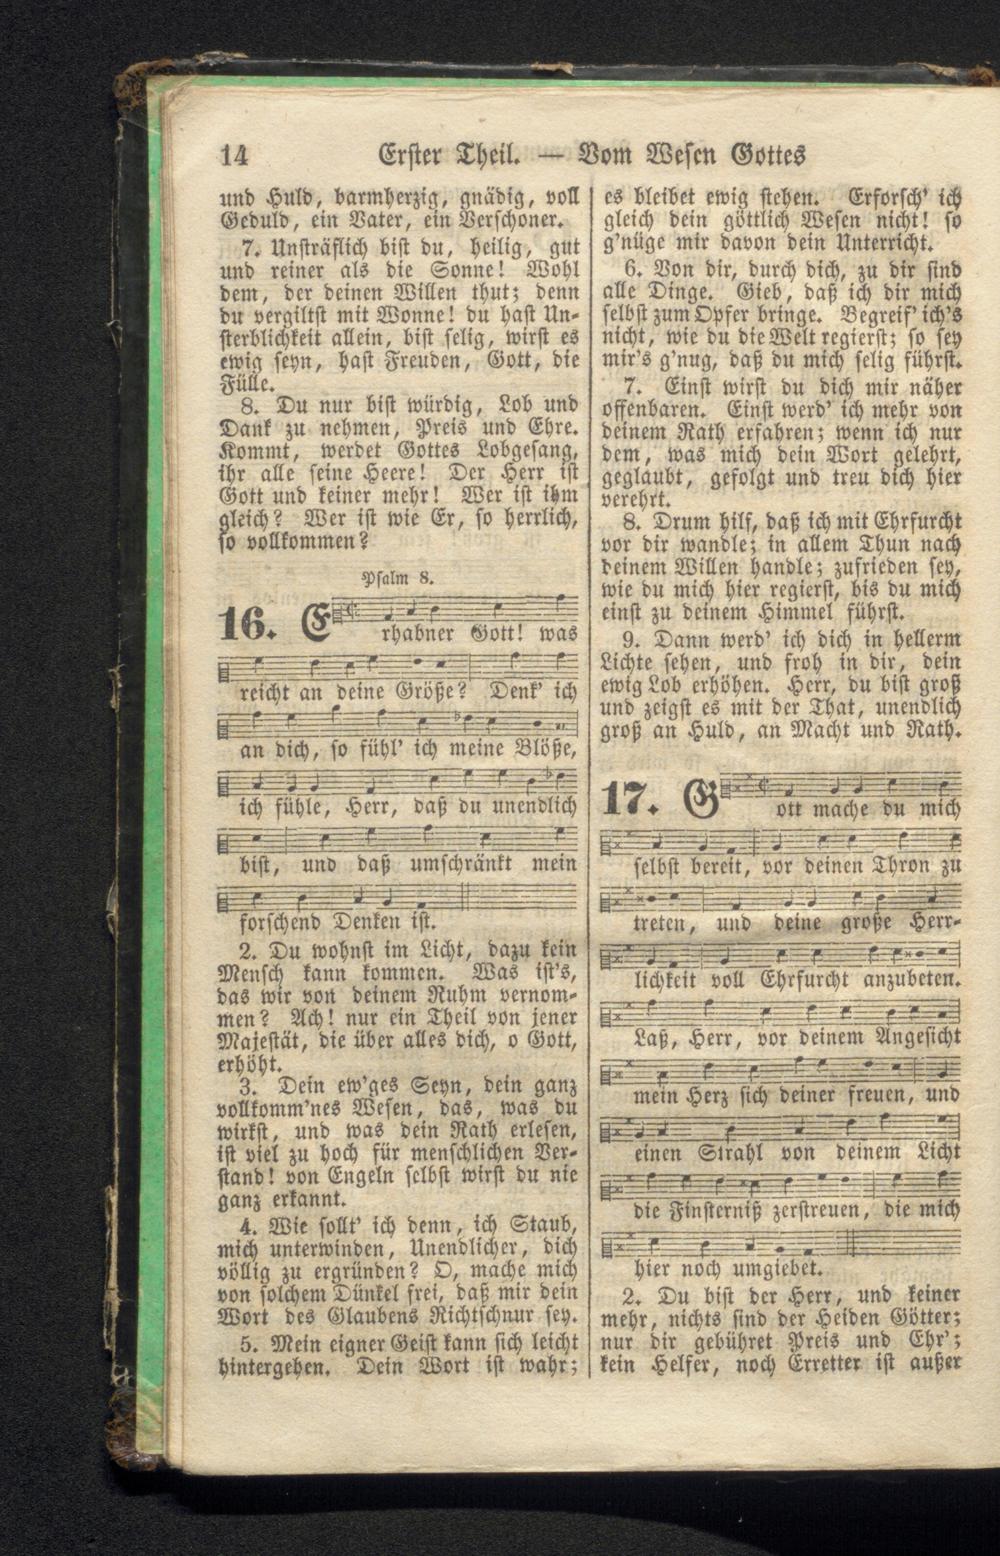 14 Erster Theil. — Vom Wesen Gottes
und Huld, barmherzig, gnädig, voll
Geduld, ein Vater, ein Verschoner.
7. Unsträflich bist du, heilig, gut
und reiner als die Sonne! Wohl
dem, der deinen Willen thut; denn
du vergiltst mit Wonne! du hast Un-
sterblichkeit allein, bist selig, wirst es
ewig seyn, hast Freuden, Gott, die
Fülle.
8. Du nur bist würdig, Lob und
Dank zu nehmen, Preis und Ehre.
Kommt, werdet Gottes Lobgesang,
ihr alle seine Heere! Der Herr ist
Gott und keiner mehr! Wer ist ihm
gleich? Wer ist wie Er, so herrlich,
so vollkommen?
Psalm 8.
16. Erhabner Gott! was
reicht an deine Größe? Denk' ich
an dich, so fühl' ich meine Blöße,
ich fühle, Herr, daß du unendlich
bist, und daß umschränkt mein
forschend Denken ist.
2. Du wohnst im Licht, dazu kein
Mensch kann kommen. Was ist's,
das wir von deinem Ruhm vernom-
men? Ach! nur ein Theil von jener
Majestät, die über alles dich, o Gott,
erhöht.
3. Dein ew'ges Seyn, dein ganz
vollkomm'nes Wesen, das, was du
wirkst, und was dein Rath erlesen,
ist viel zu hoch für menschlichen Ver-
stand! von Engeln selbst wirst du nie
ganz erkannt.
4. Wie sollt' ich denn, ich Staub,
mich unterwinden, Unendlicher, dich
völlig zu ergründen? O, mache mich
von solchem Dünkel frei, daß mir dein
Wort des Glaubens Richtschnur sey.
5. Mein eigner Geist kann sich leicht
hintergehen. Dein Wort ist wahr;
es bleibet ewig stehen. Erforsch' ich
gleich dein göttlich Wesen nicht! so
g'nüge mir davon dein Unterricht.
6. Von dir, durch dich, zu dir sind
alle Dinge. Gieb, daß ich dir mich
selbst zum Opfer bringe. Begreif' ich's
nicht, wie du die Welt regierst; so sey
mir's g'nug, daß du mich selig führst.
7. Einst wirst du dich mir näher
offenbaren. Einst werd' ich mehr von
deinem Rath erfahren; wenn ich nur
dem, was mich dein Wort gelehrt,
geglaubt, gefolgt und treu dich hier
verehrt.
8. Drum hilf, daß ich mit Ehrfurcht
vor dir wandle; in allem Thun nach
deinem Willen handle; zufrieden sey,
wie du mich hier regierst, bis du mich
einst zu deinem Himmel führst.
9. Dann werd' ich dich in hellerm
Lichte sehen, und froh in dir, dein
ewig Lob erhöhen. Herr, du bist groß
und zeigst es mit der That, unendlich
groß an Huld, an Macht und Rath.
17. Gott mache du mich
selbst bereit, vor deinen Thron zu
treten, und deine große Herr-
lichkeit voll Ehrfurcht anzubeten.
Laß, Herr, vor deinem Angesicht
mein Herz sich deiner freuen, und
einen Strahl von deinem Licht
die Finsterniß zerstreuen, die mich
hier noch umgiebet.
2. Du bist der Herr, und keiner
mehr, nichts sind der Heiden Götter;
nur dir gebühret Preis und Ehr';
kein Helfer, noch Erretter ist außer